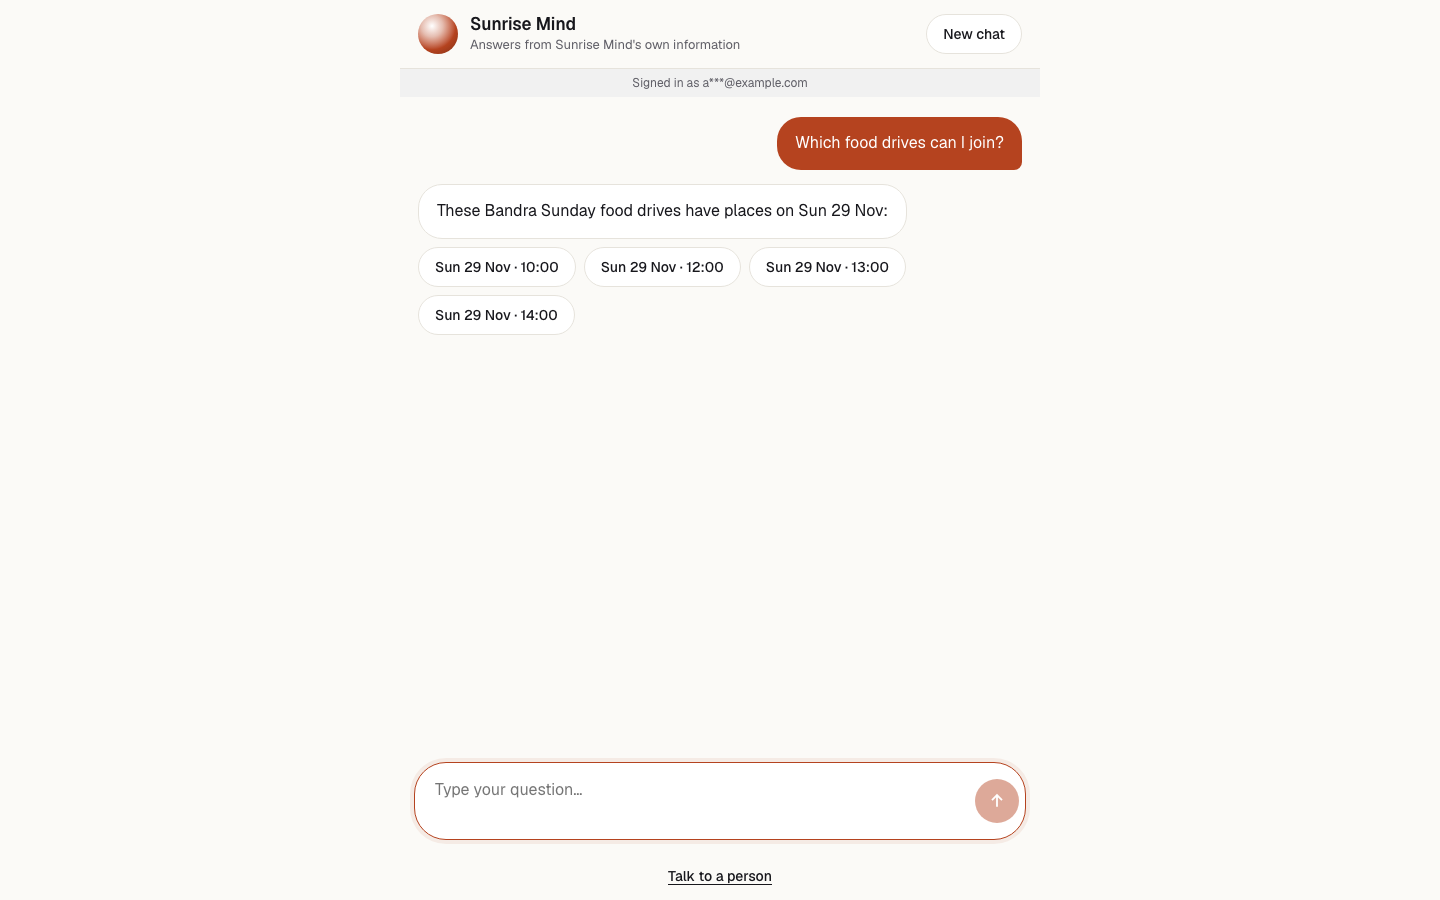 Sunrise Mind
Answers from Sunrise Mind's own information
New chat
Signed in as a***@example.com
Which food drives can I join?
These Bandra Sunday food drives have places on Sun 29 Nov:
Sun 29 Nov · 10:00
Sun 29 Nov · 12:00
Sun 29 Nov · 13:00
Sun 29 Nov · 14:00
Type your question...
Talk to a person